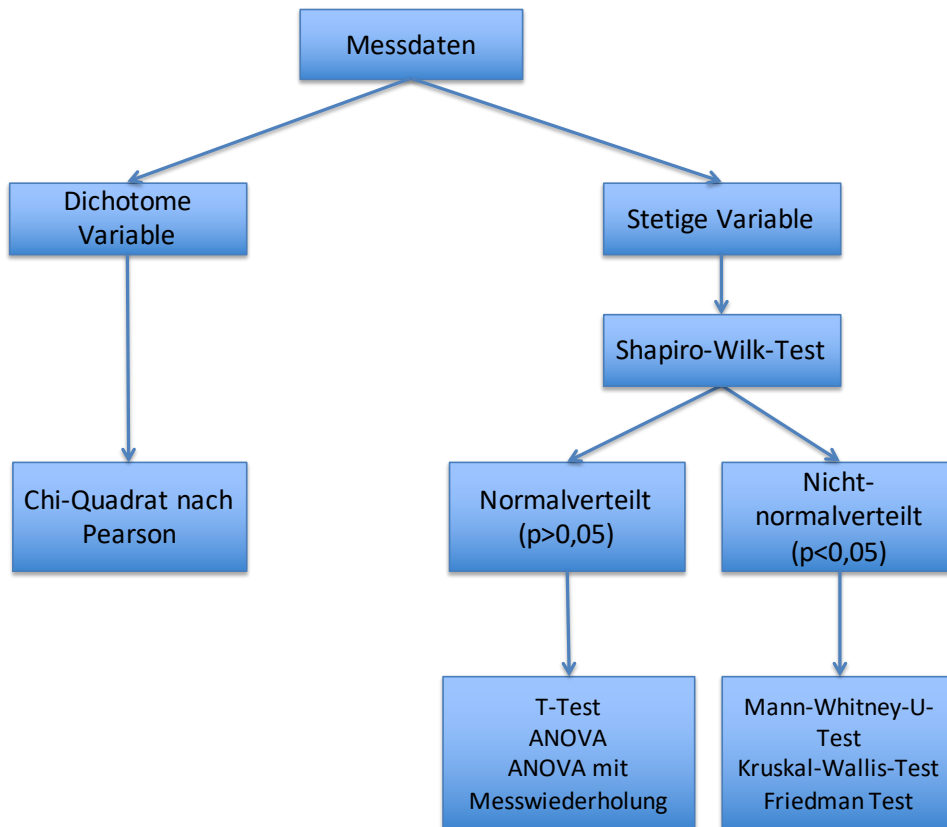 Messdaten
Dichotome
Variable
Stetige Variable
Shapiro-Wilk-Test
Chi-Quadrat nach
Pearson
Normalverteilt
(p>0,05)
Nicht-
normalverteilt
(p<0,05)
T-Test
ANOVA
ANOVA mit
Messwiederholung
Mann-Whitney-U-
Test
Kruskal-Wallis-Test
Friedman Test